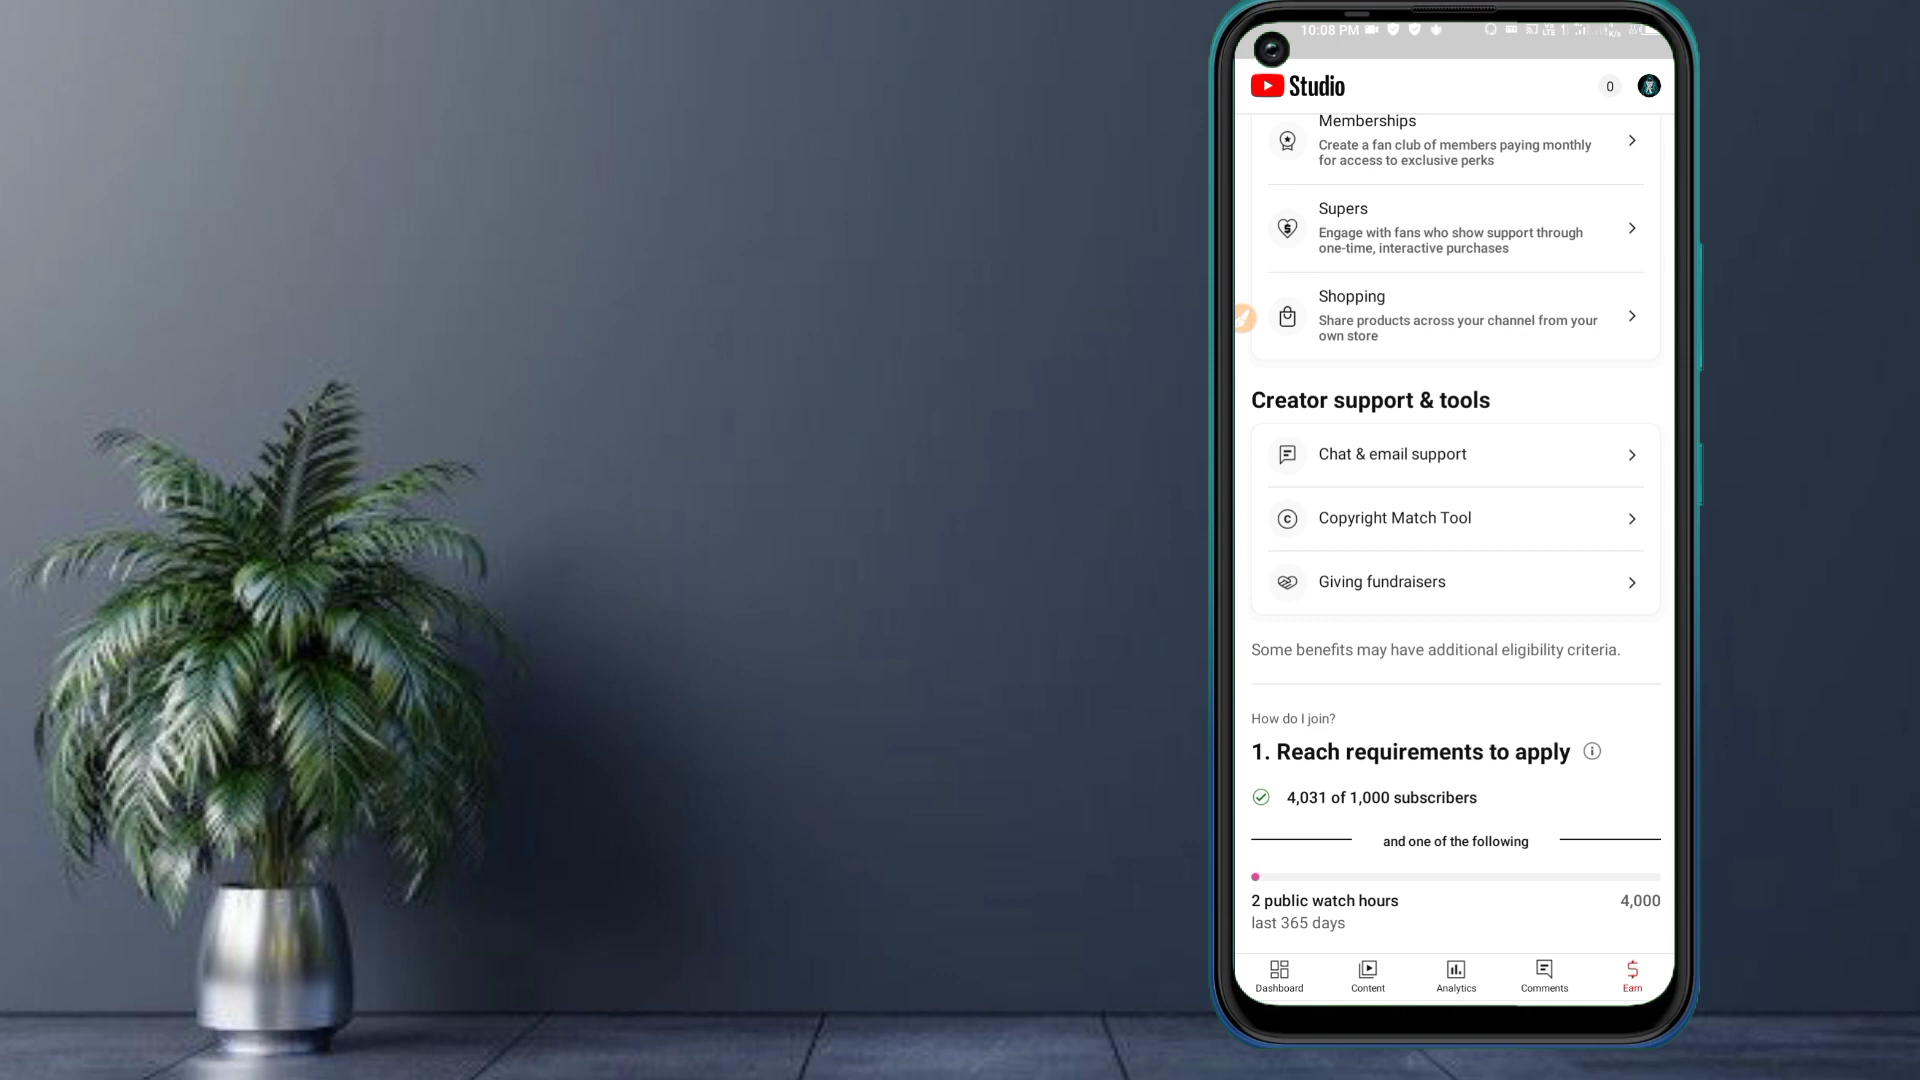 10:08 PM
Studio
0
Memberships
Create a fan club of members paying monthly
for access to exclusive perks
Supers
Engage with fans who show support through
one-time, interactive purchases
Shopping
Share products across your channel from your
own store
Creator support & tools
Chat & email support
Copyright Match Tool
Giving fundraisers
Some benefits may have additional eligibility criteria.
How do I join?
1. Reach requirements to apply
4,031 of 1,000 subscribers
and one of the following
2 public watch hours 4,000
last 365 days
Dashboard Content Analytics Comments Earn